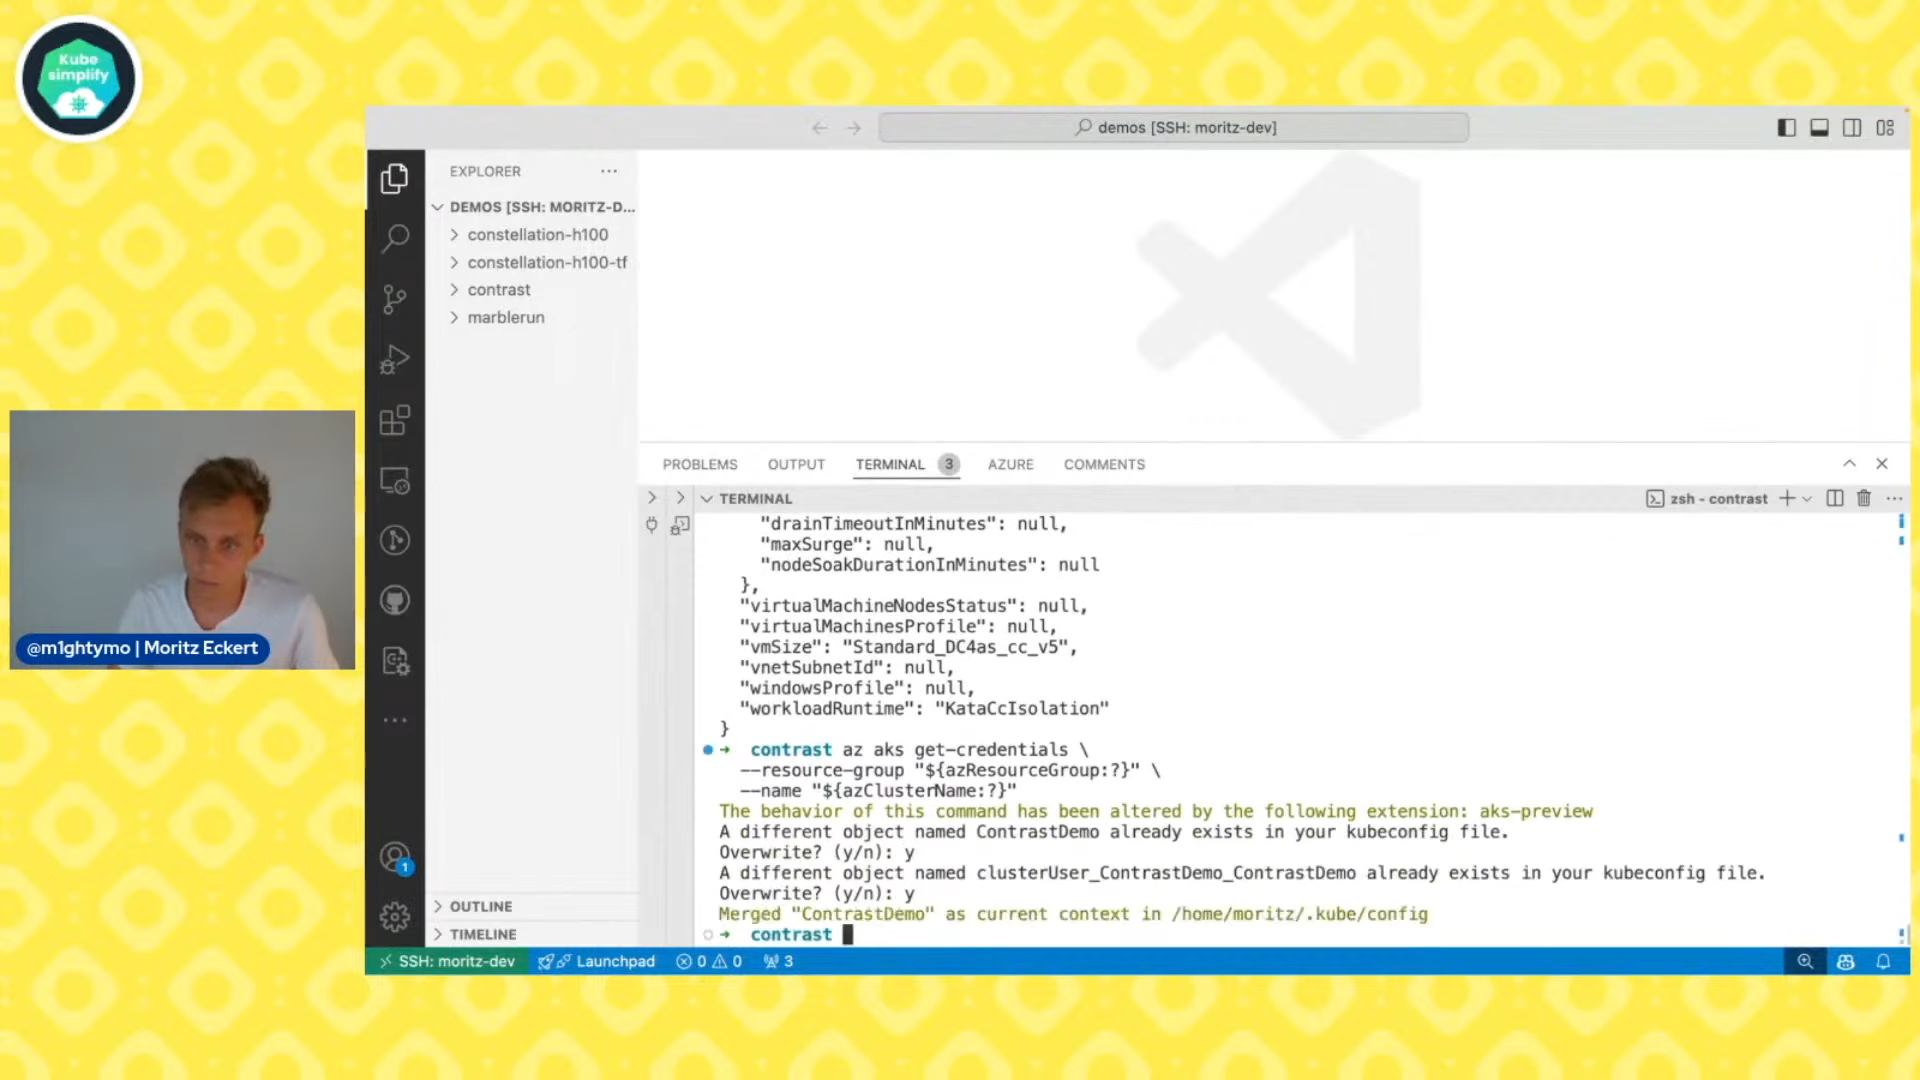 Kube
simplify
demos [SSH: moritz-dev]
EXPLORER
DEMOS [SSH: MORITZ-D...
constellation-h100
constellation-h100-tf
contrast
marblerun
OUTLINE
TIMELINE
PROBLEMS
OUTPUT
TERMINAL 3
AZURE
COMMENTS
TERMINAL
zsh - contrast
"drainTimeoutInMinutes": null,
"maxSurge": null,
"nodeSoakDurationInMinutes": null
},
"virtualMachineNodesStatus": null,
"virtualMachinesProfile": null,
"vmSize": "Standard_DC4as_cc_v5",
"vnetSubnetId": null,
"windowsProfile": null,
"workloadRuntime": "KataCcIsolation"
}
➜ contrast az aks get-credentials \
--resource-group "${azResourceGroup:?}" \
--name "${azClusterName:?}"
The behavior of this command has been altered by the following extension: aks-preview
A different object named ContrastDemo already exists in your kubeconfig file.
Overwrite? (y/n): y
A different object named clusterUser_ContrastDemo_ContrastDemo already exists in your kubeconfig file.
Overwrite? (y/n): y
Merged "ContrastDemo" as current context in /home/moritz/.kube/config
➜ contrast
1
SSH: moritz-dev
Launchpad
0
0
3
@m1ghtymo | Moritz Eckert